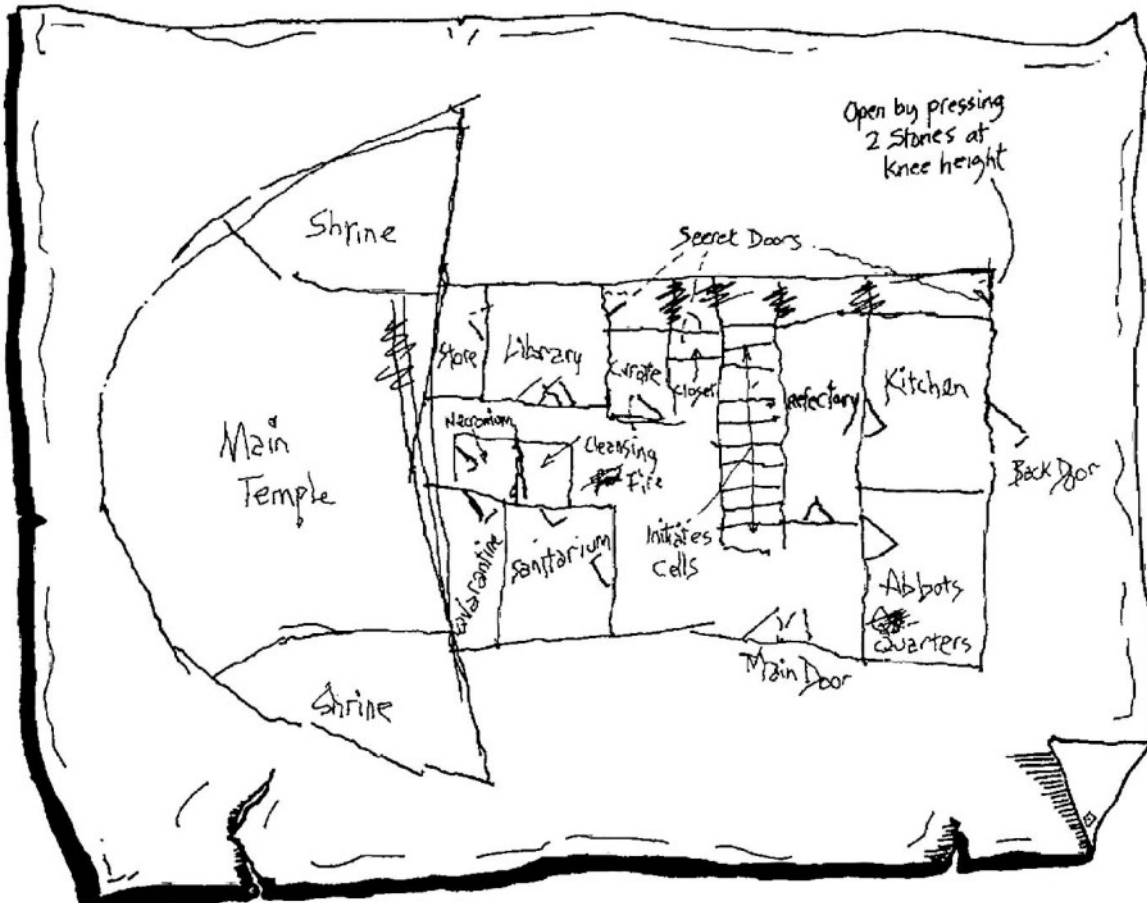 Open by pressing
2 Stones at
Knee height
Secret Doors
Shrine
Store
Library
Curate
Closet
Refectory
Kitchen
Necronium
Cleansing
Fire
Main
Temple
Back Door
Quarantine
Sanitarium
Initiates
Cells
Abbots
Quarters
Main Door
Shrine